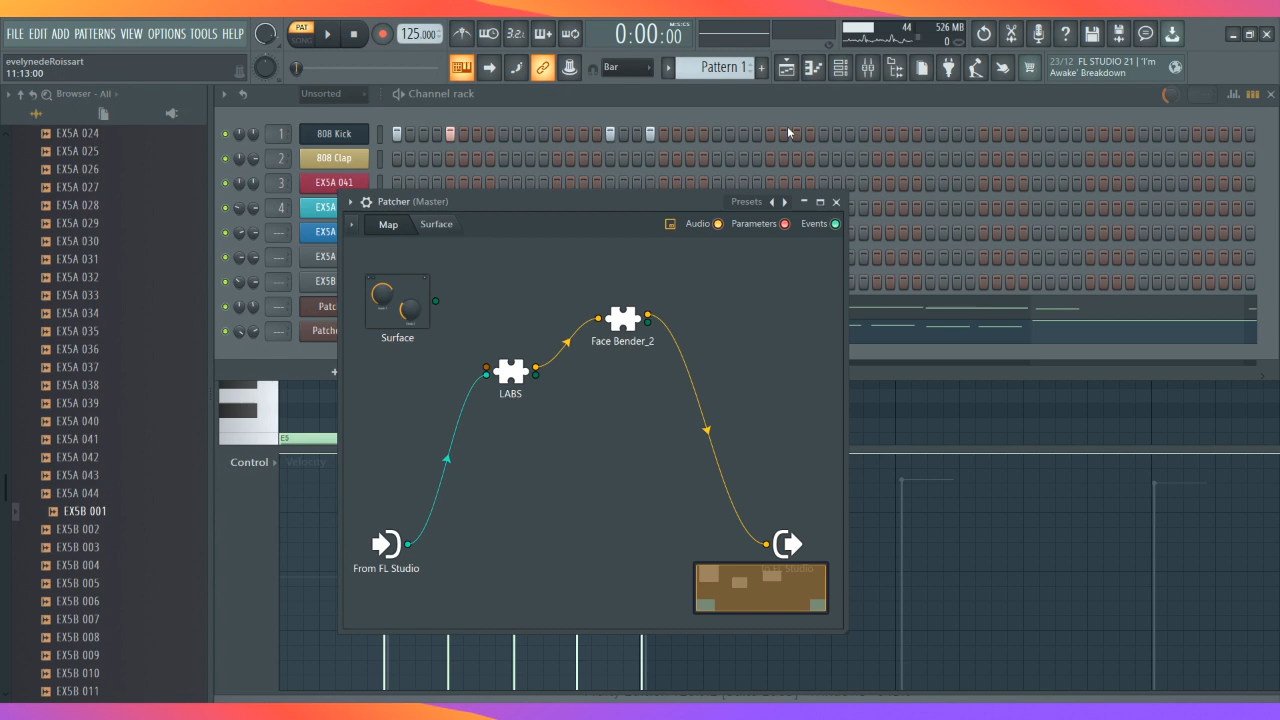 FILE EDIT ADD PATTERNS VIEW OPTIONS TOOLS HELP
evelynedeRoissart
11:13:00
PAT
SONG
125.000
3.2.
0:00:00
M:S:CS
44
526 MB
0
Bar
Pattern 1
23/12 FL STUDIO 21 | 'I'm
Awake' Breakdown
Browser - All
Unsorted
Channel rack
EX5A 024
EX5A 025
EX5A 026
EX5A 027
EX5A 028
EX5A 029
EX5A 030
EX5A 031
EX5A 032
EX5A 033
EX5A 034
EX5A 035
EX5A 036
EX5A 037
EX5A 038
EX5A 039
EX5A 040
EX5A 041
EX5A 042
EX5A 043
EX5A 044
EX5B 001
EX5B 002
EX5B 003
EX5B 004
EX5B 005
EX5B 006
EX5B 007
EX5B 008
EX5B 009
EX5B 010
EX5B 011
1 808 Kick
2 808 Clap
3 EX5A 041
4 EX5A
--- EX5A
--- EX5A
--- EX5B
--- Patc
--- Patche
Patcher (Master)
Presets
Map
Surface
Audio
Parameters
Events
Surface
Face Bender_2
LABS
From FL Studio
FL Studio
E5
Control
Velocity